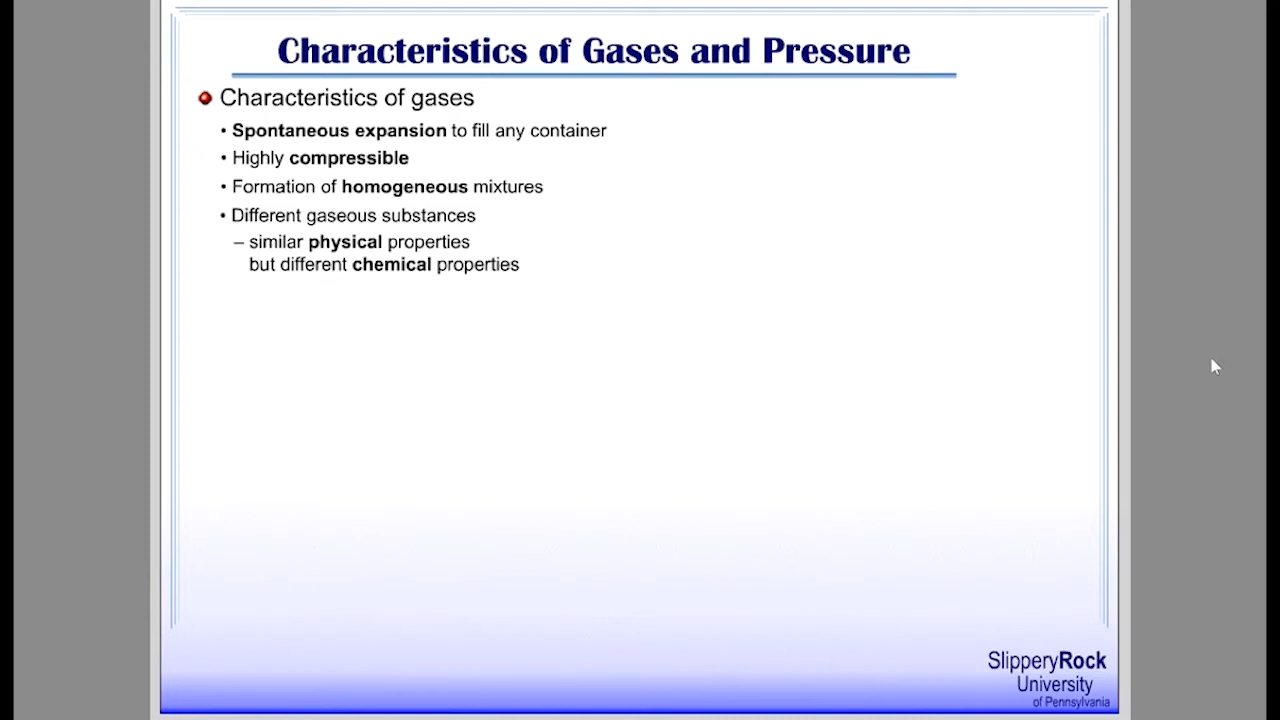 Characteristics of Gases and Pressure
Characteristics of gases
• Spontaneous expansion to fill any container
• Highly compressible
• Formation of homogeneous mixtures
• Different gaseous substances
– similar physical properties
but different chemical properties
SlipperyRock
University
of Pennsylvania